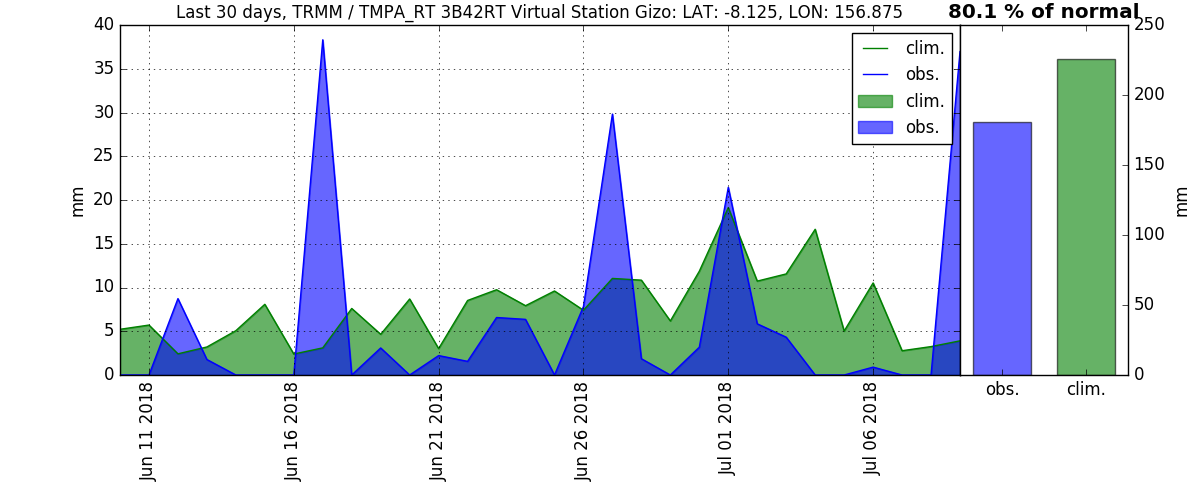 Last 30 days, TRMM / TMPA_RT 3B42RT Virtual Station Gizo: LAT: -8.125, LON: 156.875
80.1 % of normal
40
35
30
25
20
15
10
5
0
mm
clim.
obs.
clim.
obs.
250
200
150
100
50
0
mm
Jun 11 2018
Jun 16 2018
Jun 21 2018
Jun 26 2018
Jul 01 2018
Jul 06 2018
obs.
clim.